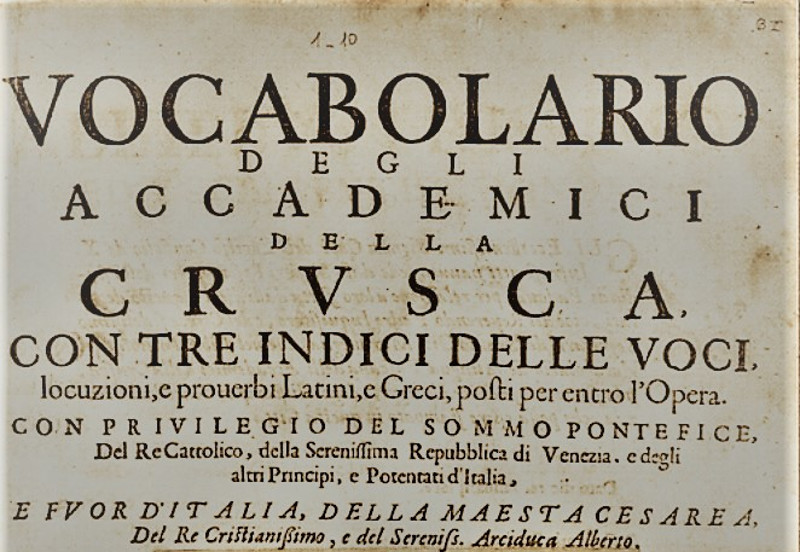 1-10
VOCABOLARIO
DEGLI
ACCADEMICI
DELLA
CRVSCA,
CON TRE INDICI DELLE VOCI,
locuzioni, e prouerbi Latini, e Greci, poſti per entro l'Opera.
CON PRIVILEGIO DEL SOMMO PONTEFICE,
Del Re Cattolico, della Sereniſſima Repubblica di Venezia, e degli
altri Principi, e Potentati d'Italia,
E FVOR D'ITALIA, DELLA MAESTA CESAREA,
Del Re Criſtianiſſimo, e del Sereniſs. Arciduca Alberto.